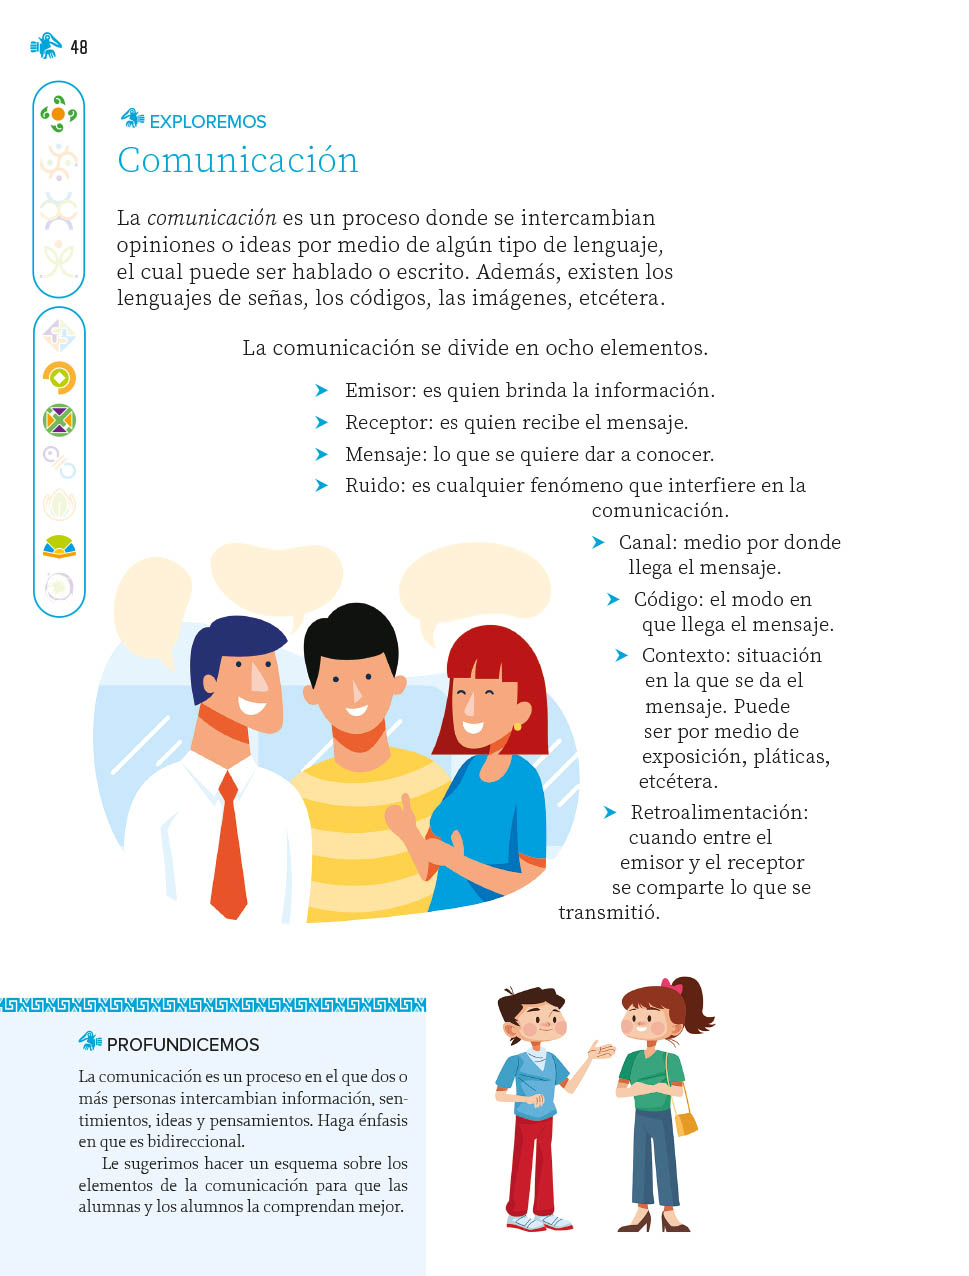 48
EXPLOREMOS
Comunicación
La comunicación es un proceso donde se intercambian
opiniones o ideas por medio de algún tipo de lenguaje,
el cual puede ser hablado o escrito. Además, existen los
lenguajes de señas, los códigos, las imágenes, etcétera.
La comunicación se divide en ocho elementos.
➤ Emisor: es quien brinda la información.
➤ Receptor: es quien recibe el mensaje.
➤ Mensaje: lo que se quiere dar a conocer.
➤ Ruido: es cualquier fenómeno que interfiere en la
comunicación.
➤ Canal: medio por donde
llega el mensaje.
➤ Código: el modo en
que llega el mensaje.
➤ Contexto: situación
en la que se da el
mensaje. Puede
ser por medio de
exposición, pláticas,
etcétera.
➤ Retroalimentación:
cuando entre el
emisor y el receptor
se comparte lo que se
transmitió.
PROFUNDICEMOS
La comunicación es un proceso en el que dos o
más personas intercambian información, sen-
timientos, ideas y pensamientos. Haga énfasis
en que es bidireccional.
Le sugerimos hacer un esquema sobre los
elementos de la comunicación para que las
alumnas y los alumnos la comprendan mejor.